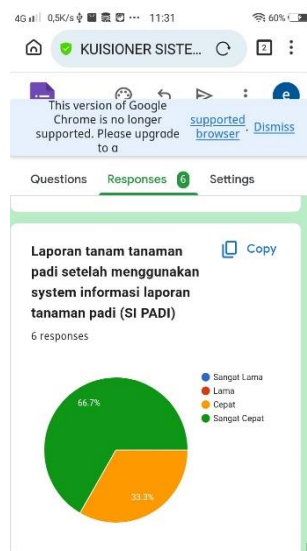 4G 0,5K/s ... 11:31 60%
KUISIONER SISTE... 2
e
This version of Google
Chrome is no longer
supported. Please upgrade
to a
supported
browser . Dismiss
Questions Responses 6 Settings
Laporan tanam tanaman
padi setelah menggunakan
system informasi laporan
tanaman padi (SI PADI)
Copy
6 responses
Sangat Lama
Lama
Cepat
Sangat Cepat
66.7%
33.3%